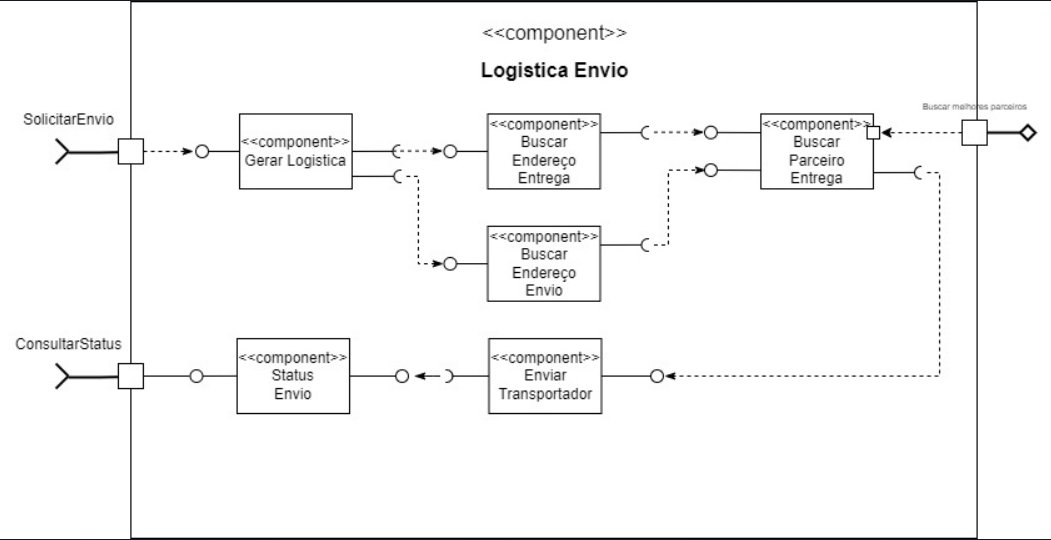 <<component>>
Logistica Envio
SolicitarEnvio
<<component>>
Gerar Logistica
<<component>>
Buscar
Endereço
Entrega
<<component>>
Buscar
Parceiro
Entrega
Buscar melhores parceiros
<<component>>
Buscar
Endereço
Envio
ConsultarStatus
<<component>>
Status
Envio
<<component>>
Enviar
Transportador